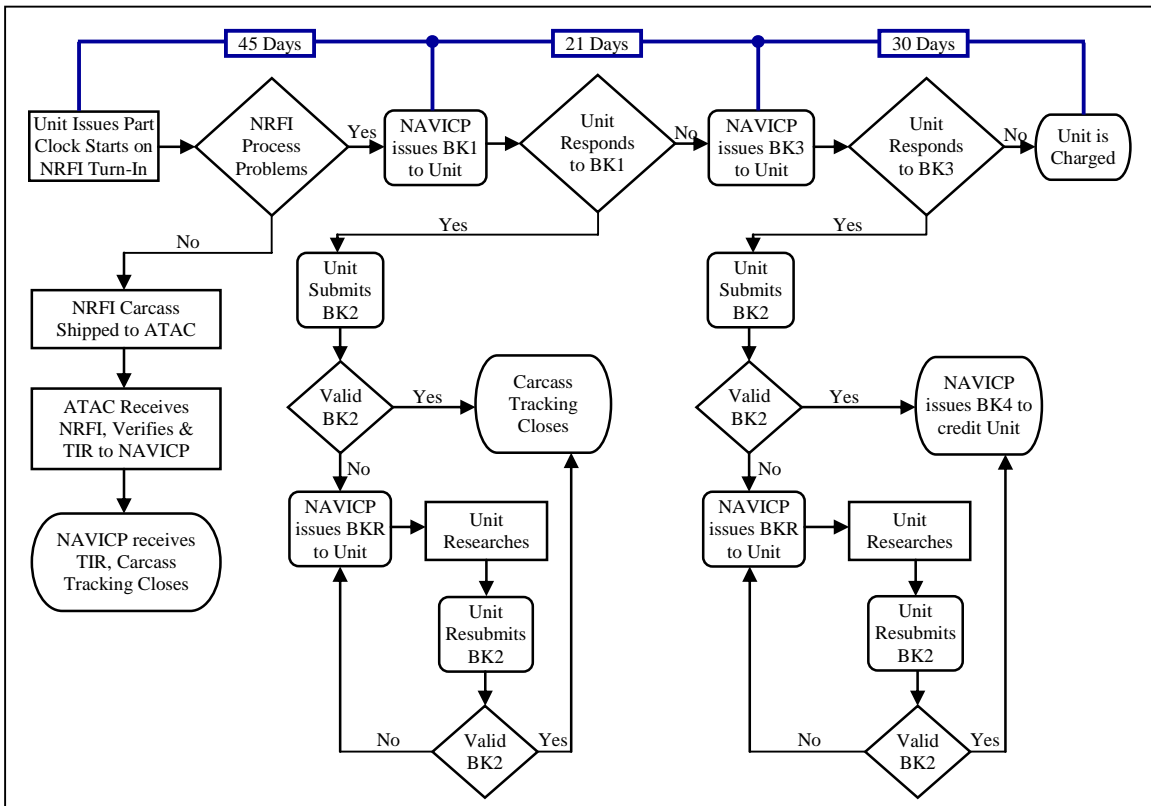 45 Days
21 Days
30 Days
Unit Issues Part
Clock Starts on
NRFI Turn-In
NRFI
Process
Problems
Yes
NAVICP
issues BK1
to Unit
Unit
Responds
to BK1
No
NAVICP
issues BK3
to Unit
Unit
Responds
to BK3
No
Unit is
Charged
No
Yes
Yes
NRFI Carcass
Shipped to ATAC
ATAC Receives
NRFI, Verifies &
TIR to NAVICP
NAVICP receives
TIR, Carcass
Tracking Closes
Unit
Submits
BK2
Valid
BK2
Yes
Carcass
Tracking
Closes
No
NAVICP
issues BKR
to Unit
Unit
Researches
Unit
Resubmits
BK2
Valid
BK2
No
Yes
Unit
Submits
BK2
Valid
BK2
Yes
NAVICP
issues BK4 to
credit Unit
No
NAVICP
issues BKR
to Unit
Unit
Researches
Unit
Resubmits
BK2
Valid
BK2
No
Yes